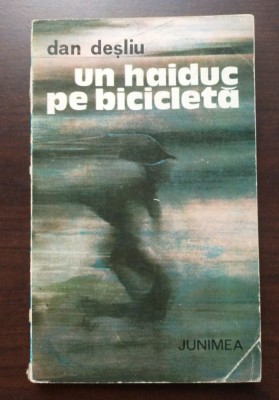 dan deșliu
un haiduc
pe bicicletă
JUNIMEA